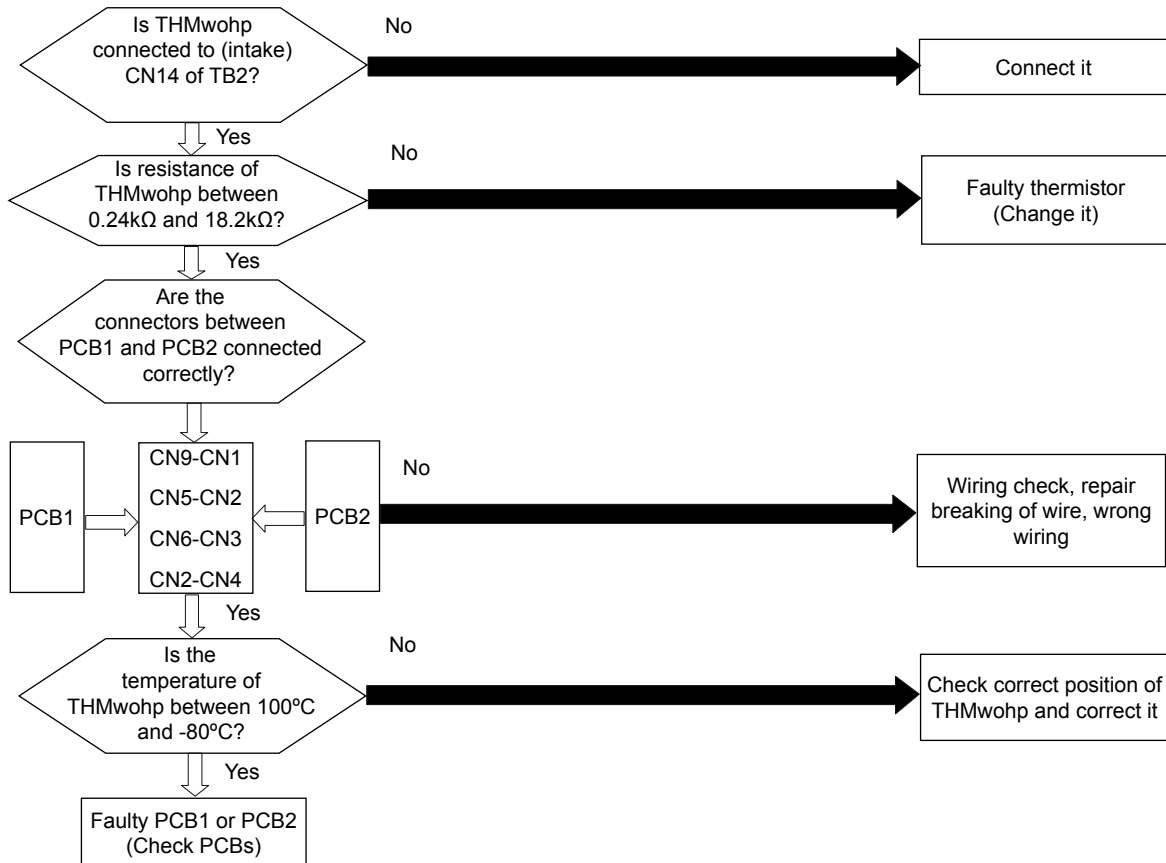 Is THMwohp
connected to (intake)
CN14 of TB2?
No
Connect it
Yes
Is resistance of
THMwohp between
0.24kΩ and 18.2kΩ?
No
Faulty thermistor
(Change it)
Yes
Are the
connectors between
PCB1 and PCB2 connected
correctly?
PCB1
CN9-CN1
CN5-CN2
CN6-CN3
CN2-CN4
PCB2
No
Wiring check, repair
breaking of wire, wrong
wiring
Yes
Is the
temperature of
THMwohp between 100ºC
and -80ºC?
No
Check correct position of
THMwohp and correct it
Yes
Faulty PCB1 or PCB2
(Check PCBs)